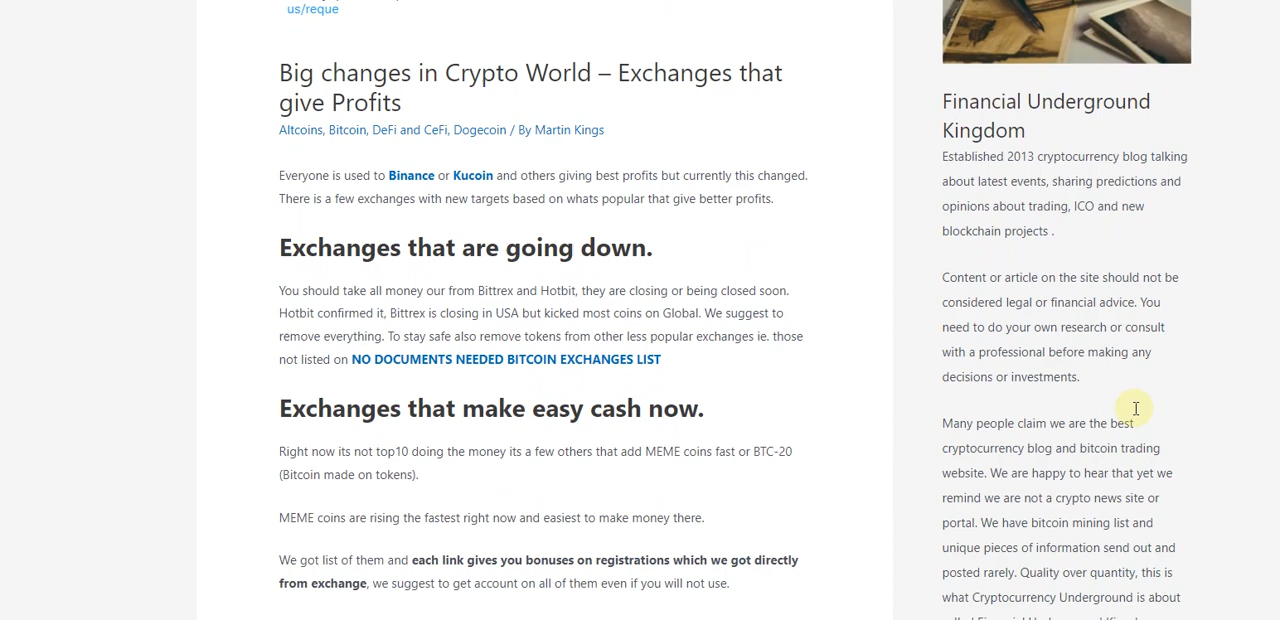 us/reque
Big changes in Crypto World – Exchanges that
give Profits
Altcoins, Bitcoin, DeFi and CeFi, Dogecoin / By Martin Kings
Everyone is used to Binance or Kucoin and others giving best profits but currently this changed.
There is a few exchanges with new targets based on whats popular that give better profits.
Exchanges that are going down.
You should take all money our from Bittrex and Hotbit, they are closing or being closed soon.
Hotbit confirmed it, Bittrex is closing in USA but kicked most coins on Global. We suggest to
remove everything. To stay safe also remove tokens from other less popular exchanges ie. those
not listed on NO DOCUMENTS NEEDED BITCOIN EXCHANGES LIST
Exchanges that make easy cash now.
Right now its not top10 doing the money its a few others that add MEME coins fast or BTC-20
(Bitcoin made on tokens).
MEME coins are rising the fastest right now and easiest to make money there.
We got list of them and each link gives you bonuses on registrations which we got directly
from exchange, we suggest to get account on all of them even if you will not use.
Financial Underground
Kingdom
Established 2013 cryptocurrency blog talking
about latest events, sharing predictions and
opinions about trading, ICO and new
blockchain projects .
Content or article on the site should not be
considered legal or financial advice. You
need to do your own research or consult
with a professional before making any
decisions or investments.
Many people claim we are the best
cryptocurrency blog and bitcoin trading
website. We are happy to hear that yet we
remind we are not a crypto news site or
portal. We have bitcoin mining list and
unique pieces of information send out and
posted rarely. Quality over quantity, this is
what Cryptocurrency Underground is about